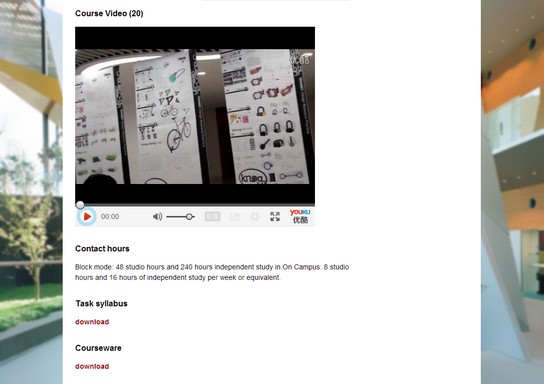 Course Video (20)
00:00
YOUKU
优酷
Contact hours
Block mode: 48 studio hours and 240 hours independent study in On Campus: 8 studio
hours and 16 hours of independent study per week or equivalent.
Task syllabus
download
Courseware
download